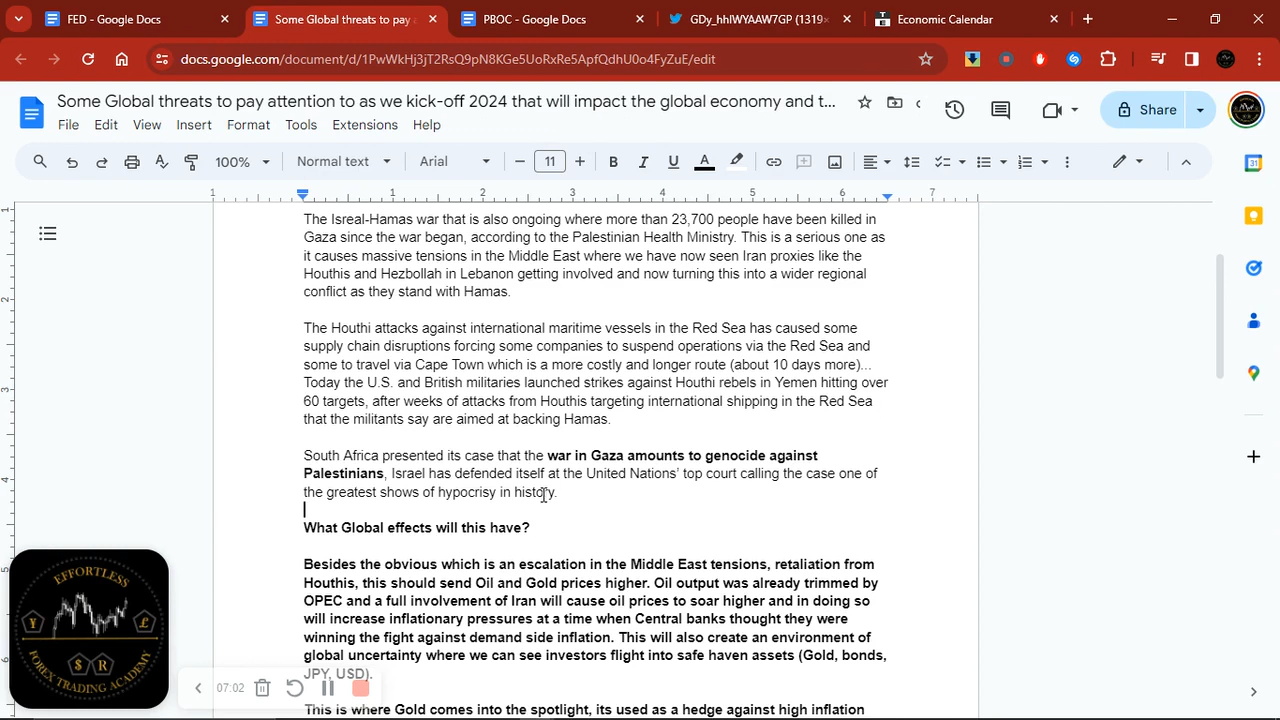 FED - Google Docs
Some Global threats to pay a
PBOC - Google Docs
GDy_hhlWYAAW7GP (1319×
Economic Calendar
docs.google.com/document/d/1PwWkHj3jT2RsQ9pN8KGe5UoRxRe5ApfQdhU0o4FyZuE/edit
Some Global threats to pay attention to as we kick-off 2024 that will impact the global economy and t...
File Edit View Insert Format Tools Extensions Help
Share
100% Normal text Arial 11
1 1 2 3 4 5 6 7
The Isreal-Hamas war that is also ongoing where more than 23,700 people have been killed in
Gaza since the war began, according to the Palestinian Health Ministry. This is a serious one as
it causes massive tensions in the Middle East where we have now seen Iran proxies like the
Houthis and Hezbollah in Lebanon getting involved and now turning this into a wider regional
conflict as they stand with Hamas.
The Houthi attacks against international maritime vessels in the Red Sea has caused some
supply chain disruptions forcing some companies to suspend operations via the Red Sea and
some to travel via Cape Town which is a more costly and longer route (about 10 days more)...
Today the U.S. and British militaries launched strikes against Houthi rebels in Yemen hitting over
60 targets, after weeks of attacks from Houthis targeting international shipping in the Red Sea
that the militants say are aimed at backing Hamas.
South Africa presented its case that the war in Gaza amounts to genocide against
Palestinians, Israel has defended itself at the United Nations’ top court calling the case one of
the greatest shows of hypocrisy in history.
What Global effects will this have?
Besides the obvious which is an escalation in the Middle East tensions, retaliation from
Houthis, this should send Oil and Gold prices higher. Oil output was already trimmed by
OPEC and a full involvement of Iran will cause oil prices to soar higher and in doing so
will increase inflationary pressures at a time when Central banks thought they were
winning the fight against demand side inflation. This will also create an environment of
global uncertainty where we can see investors flight into safe haven assets (Gold, bonds,
JPY, USD).
This is where Gold comes into the spotlight, its used as a hedge against high inflation
EFFORTLESS
¥ £
$ R
FOREX TRADING ACADEMY
07:02